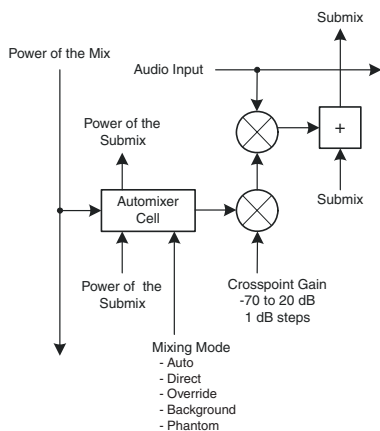 Submix
Power of the Mix
Audio Input
Power of the
Submix
+
Automixer
Cell
Submix
Power of the
Submix
Crosspoint Gain
-70 to 20 dB
1 dB steps
Mixing Mode
- Auto
- Direct
- Override
- Background
- Phantom